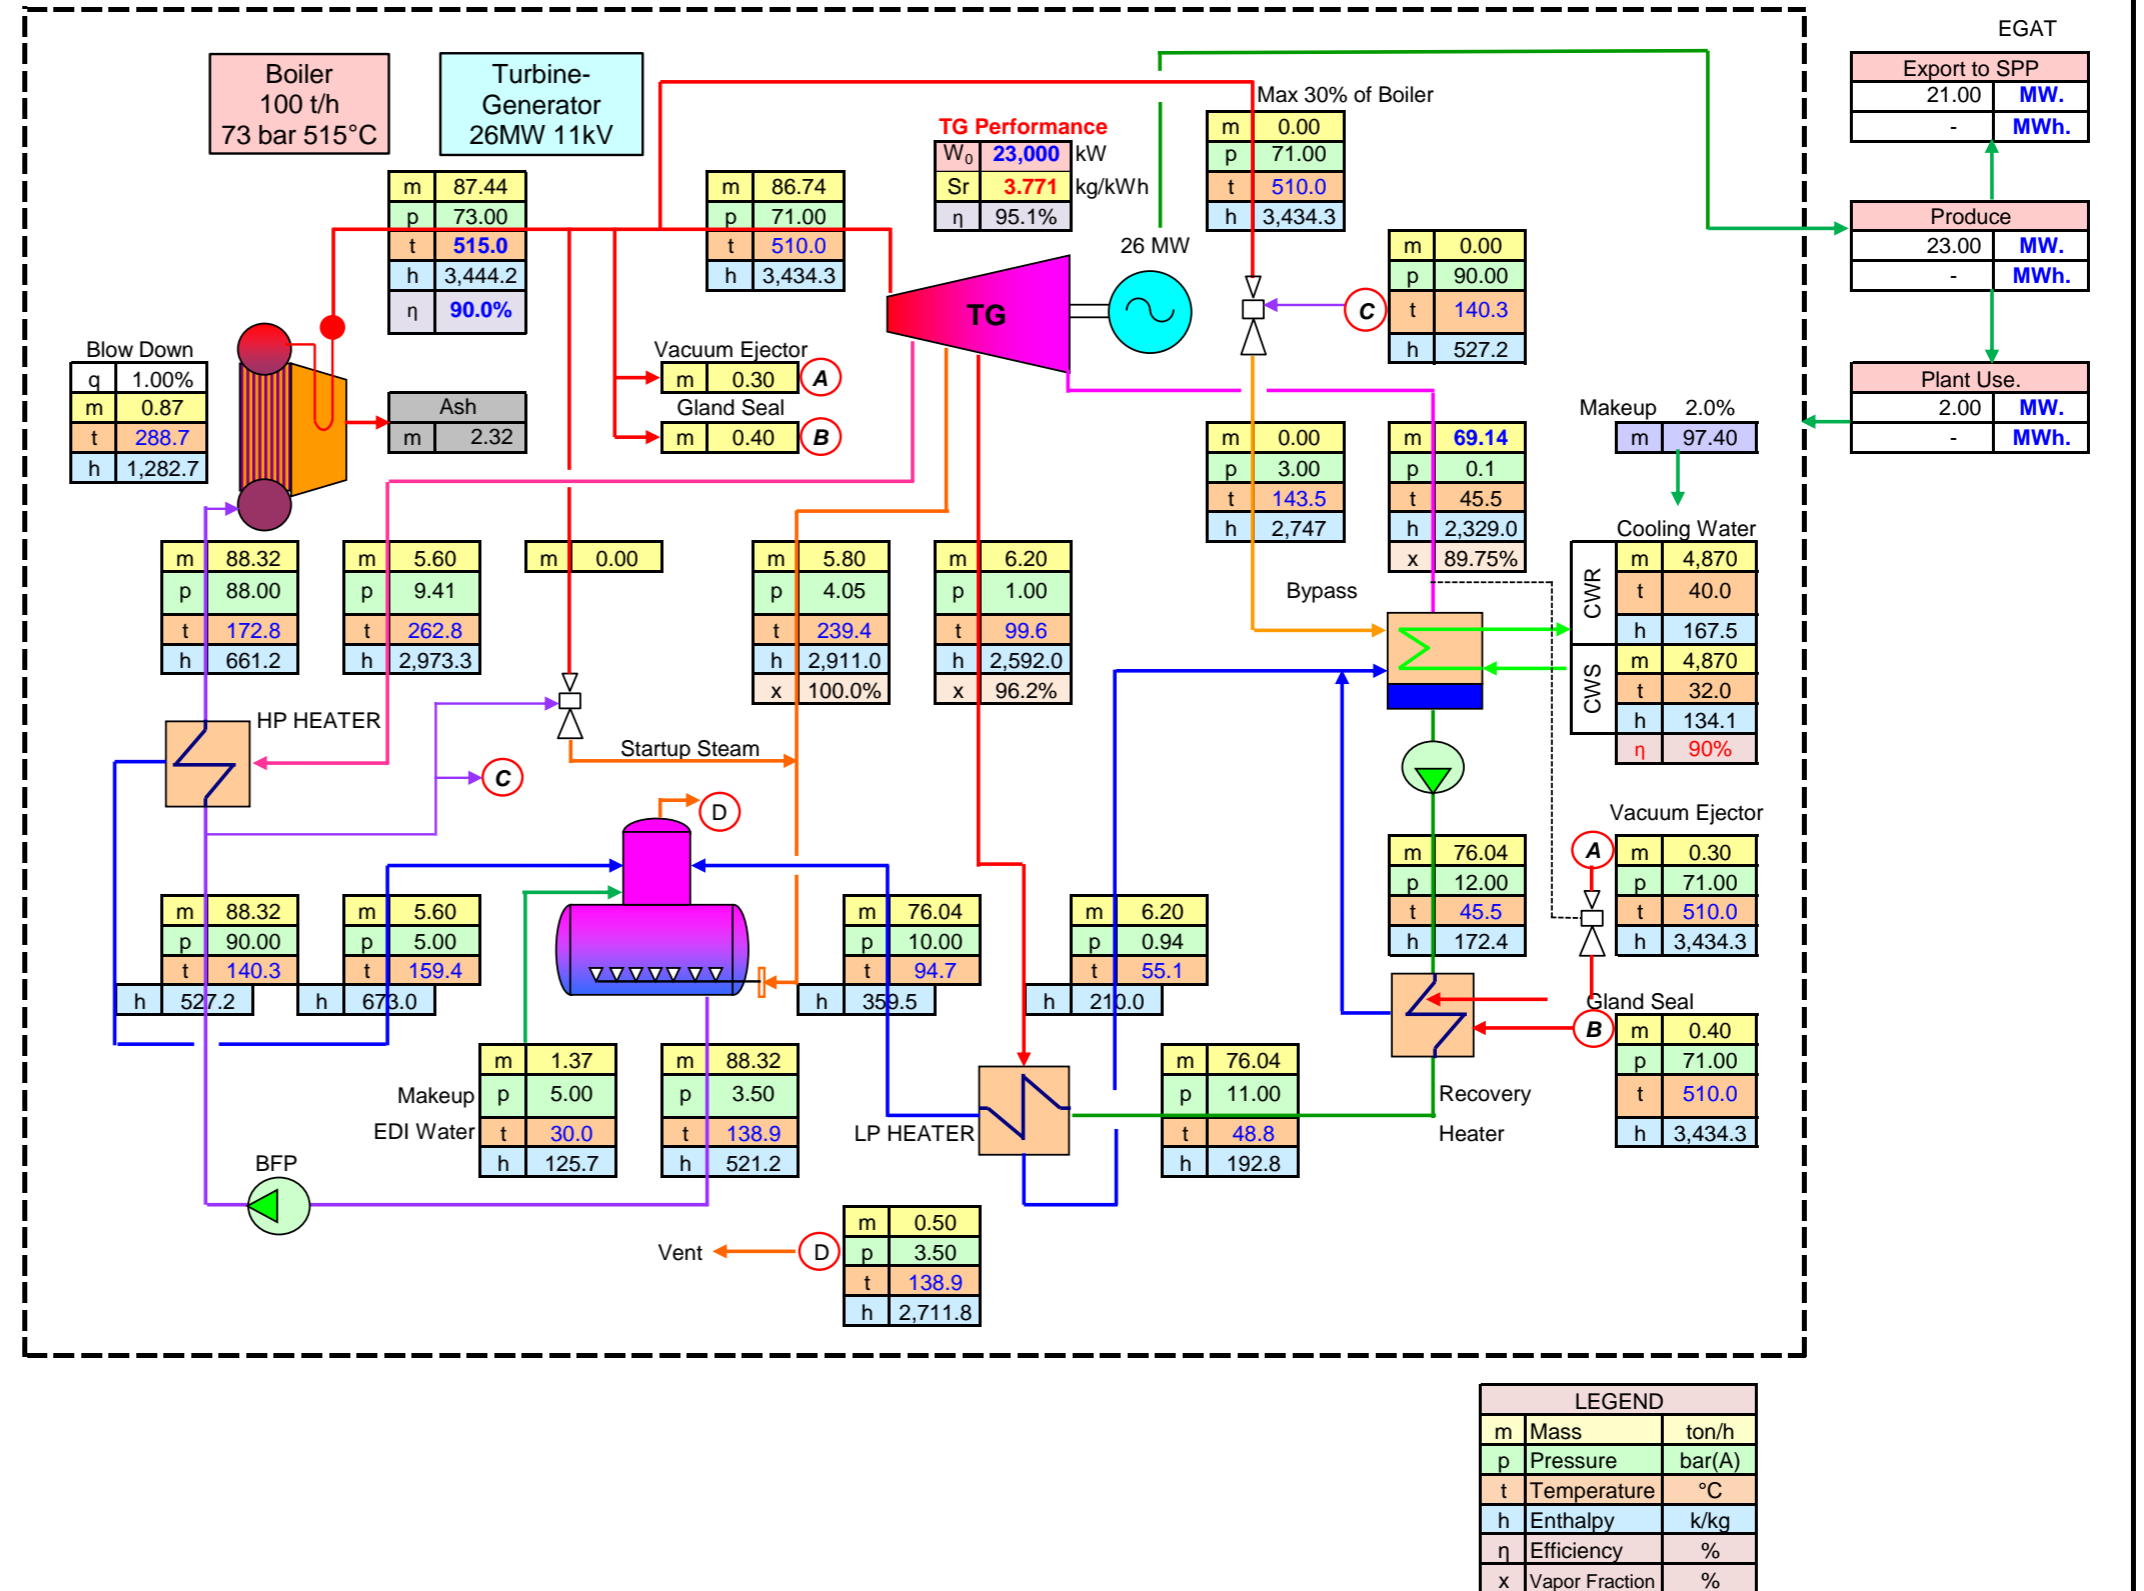 EGAT
Export to SPP
21.00 MW.
- MWh.
Produce
23.00 MW.
- MWh.
Plant Use.
2.00 MW.
- MWh.
Boiler
100 t/h
73 bar 515°C
Turbine-
Generator
26MW 11kV
m 87.44
p 73.00
t 515.0
h 3,444.2
η 90.0%
m 86.74
p 71.00
t 510.0
h 3,434.3
TG Performance
W0 23,000 kW
Sr 3.771 kg/kWh
η 95.1%
26 MW
TG
Max 30% of Boiler
m 0.00
p 71.00
t 510.0
h 3,434.3
C
m 0.00
p 90.00
t 140.3
h 527.2
Blow Down
q 1.00%
m 0.87
t 288.7
h 1,282.7
Ash
m 2.32
Vacuum Ejector
m 0.30 A
Gland Seal
m 0.40 B
m 0.00
p 3.00
t 143.5
h 2,747
m 69.14
p 0.1
t 45.5
h 2,329.0
x 89.75%
Makeup 2.0%
m 97.40
Cooling Water
CWR
m 4,870
t 40.0
h 167.5
CWS
m 4,870
t 32.0
h 134.1
η 90%
m 88.32
p 88.00
t 172.8
h 661.2
m 5.60
p 9.41
t 262.8
h 2,973.3
m 0.00
m 5.80
p 4.05
t 239.4
h 2,911.0
x 100.0%
m 6.20
p 1.00
t 99.6
h 2,592.0
x 96.2%
Bypass
HP HEATER
Startup Steam
C
D
Vacuum Ejector
A
m 0.30
p 71.00
t 510.0
h 3,434.3
m 88.32
p 90.00
t 140.3
h 527.2
m 5.60
p 5.00
t 159.4
h 673.0
m 76.04
p 10.00
t 94.7
h 359.5
m 6.20
p 0.94
t 55.1
h 210.0
m 76.04
p 12.00
t 45.5
h 172.4
Gland Seal
B
m 0.40
p 71.00
t 510.0
h 3,434.3
Makeup
EDI Water
m 1.37
p 5.00
t 30.0
h 125.7
m 88.32
p 3.50
t 138.9
h 521.2
LP HEATER
m 76.04
p 11.00
t 48.8
h 192.8
Recovery
Heater
BFP
Vent
D
m 0.50
p 3.50
t 138.9
h 2,711.8
LEGEND
m Mass ton/h
p Pressure bar(A)
t Temperature °C
h Enthalpy k/kg
η Efficiency %
x Vapor Fraction %